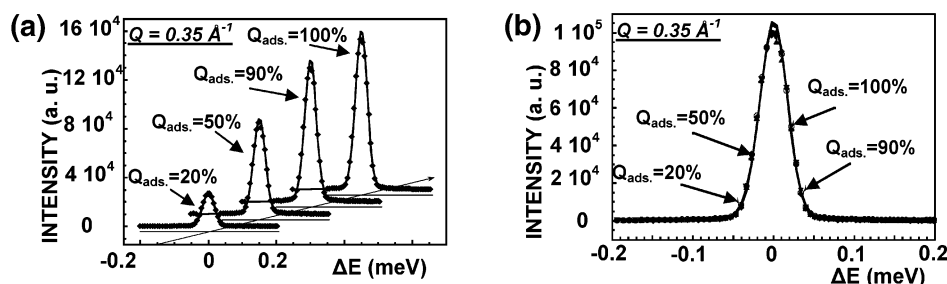 (a)
Q = 0.35 Å-1
INTENSITY (a. u.)
16 10⁴
12 10⁴
8 10⁴
4 10⁴
0
Qads.=100%
Qads.=90%
Qads.=50%
Qads.=20%
-0.2
0
0.2
0.4
ΔE (meV)
(b)
Q = 0.35 Å-1
INTENSITY (a. u.)
1 10⁵
8 10⁴
6 10⁴
4 10⁴
2 10⁴
0
Qads.=50%
Qads.=100%
Qads.=20%
Qads.=90%
-0.2
-0.1
0
0.1
0.2
ΔE (meV)